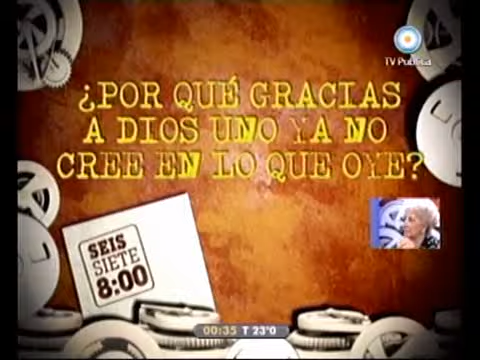 TV Pública
¿POR QUÉ GRACIAS
A DIOS UNO YA NO
CREE EN LO QUE OYE?
SEIS
SIETE
8:00
00:35 T 23°0